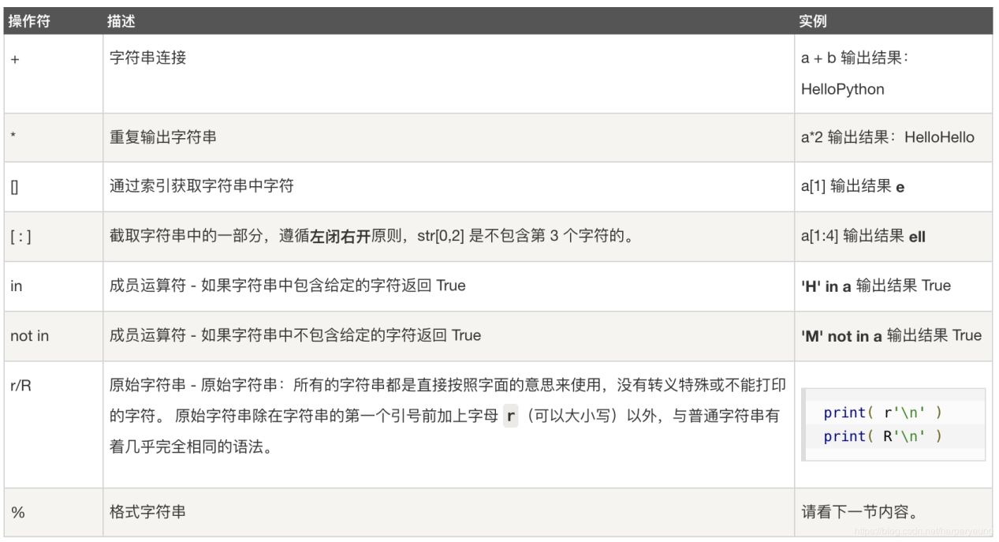 操作符 描述 实例
+ 字符串连接 a + b 输出结果：
HelloPython
* 重复输出字符串 a*2 输出结果：HelloHello
[] 通过索引获取字符串中字符 a[1] 输出结果 e
[ : ] 截取字符串中的一部分，遵循左闭右开原则，str[0,2] 是不包含第 3 个字符的。 a[1:4] 输出结果 ell
in 成员运算符 - 如果字符串中包含给定的字符返回 True 'H' in a 输出结果 True
not in 成员运算符 - 如果字符串中不包含给定的字符返回 True 'M' not in a 输出结果 True
r/R 原始字符串 - 原始字符串：所有的字符串都是直接按照字面的意思来使用，没有转义特殊或不能打印
的字符。 原始字符串除在字符串的第一个引号前加上字母 r （可以大小写）以外，与普通字符串有
着几乎完全相同的语法。
print( r'\n' )
print( R'\n' )
% 格式字符串 请看下一节内容。
https://blog.csdn.net/harperyeung